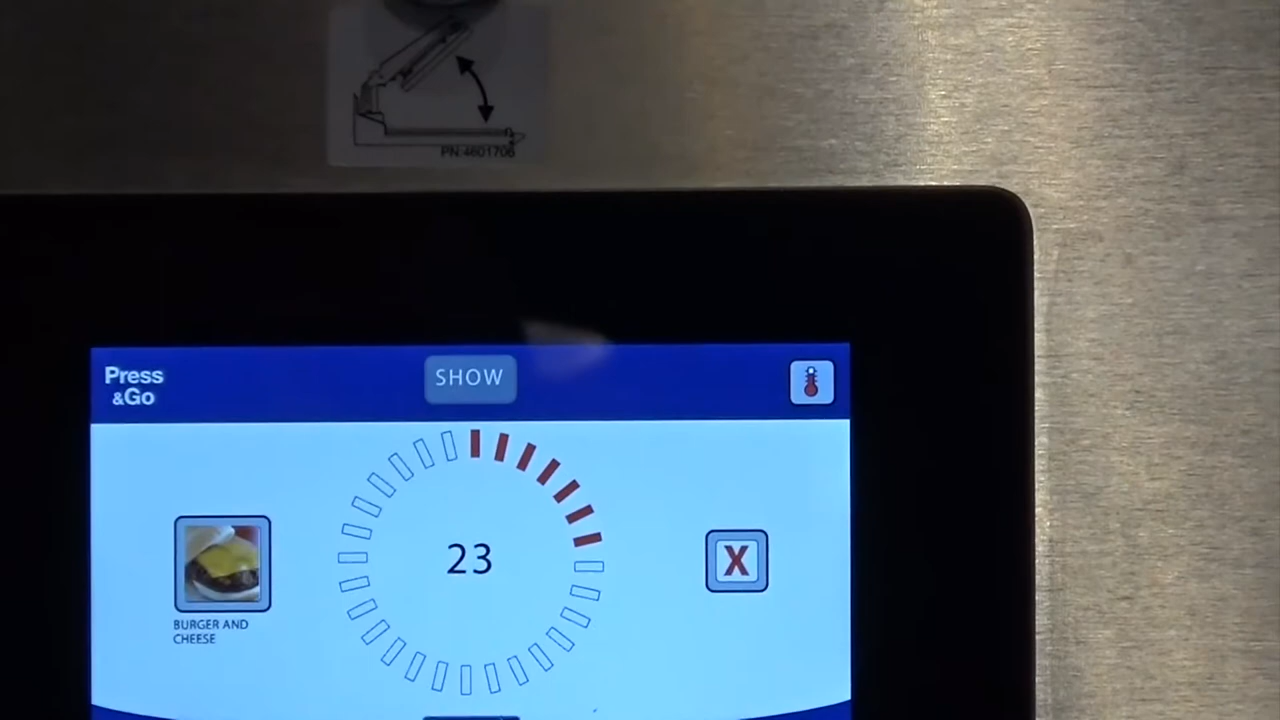 PN:4601706
Press
&Go
SHOW
23
X
BURGER AND
CHEESE